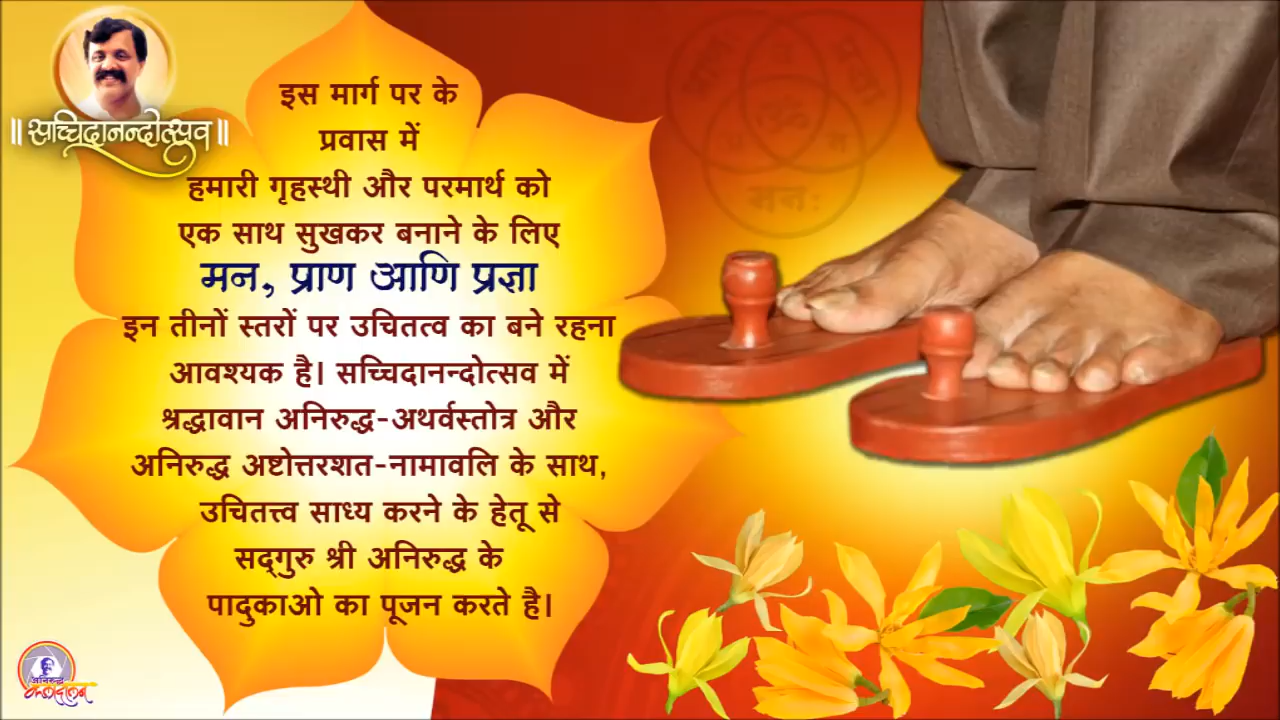 ॥ सच्चिदानन्दोत्सव ॥
इस मार्ग पर के
प्रवास में
हमारी गृहस्थी और परमार्थ को
एक साथ सुखकर बनाने के लिए
मन, प्राण आणि प्रज्ञा
इन तीनों स्तरों पर उचितत्व का बने रहना
आवश्यक है। सच्चिदानन्दोत्सव में
श्रद्धावान अनिरुद्ध-अथर्वस्तोत्र और
अनिरुद्ध अष्टोत्तरशत-नामावलि के साथ,
उचितत्त्व साध्य करने के हेतू से
सद्‌गुरु श्री अनिरुद्ध के
पादुकाओ का पूजन करते है।
मनः
अनिरुद्ध